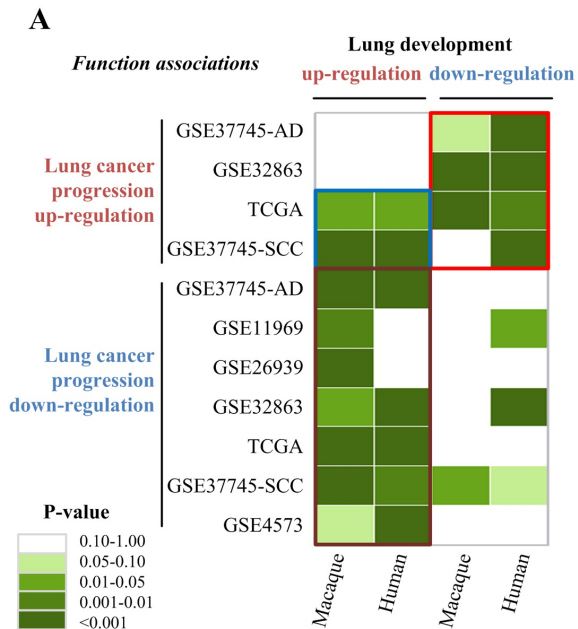 A
Lung development
Function associations
up-regulation down-regulation
GSE37745-AD
GSE32863
TCGA
GSE37745-SCC
Lung cancer
progression
up-regulation
GSE37745-AD
GSE11969
GSE26939
GSE32863
TCGA
GSE37745-SCC
GSE4573
Lung cancer
progression
down-regulation
P-value
0.10-1.00
0.05-0.10
0.01-0.05
0.001-0.01
<0.001
Macaque
Human
Macaque
Human